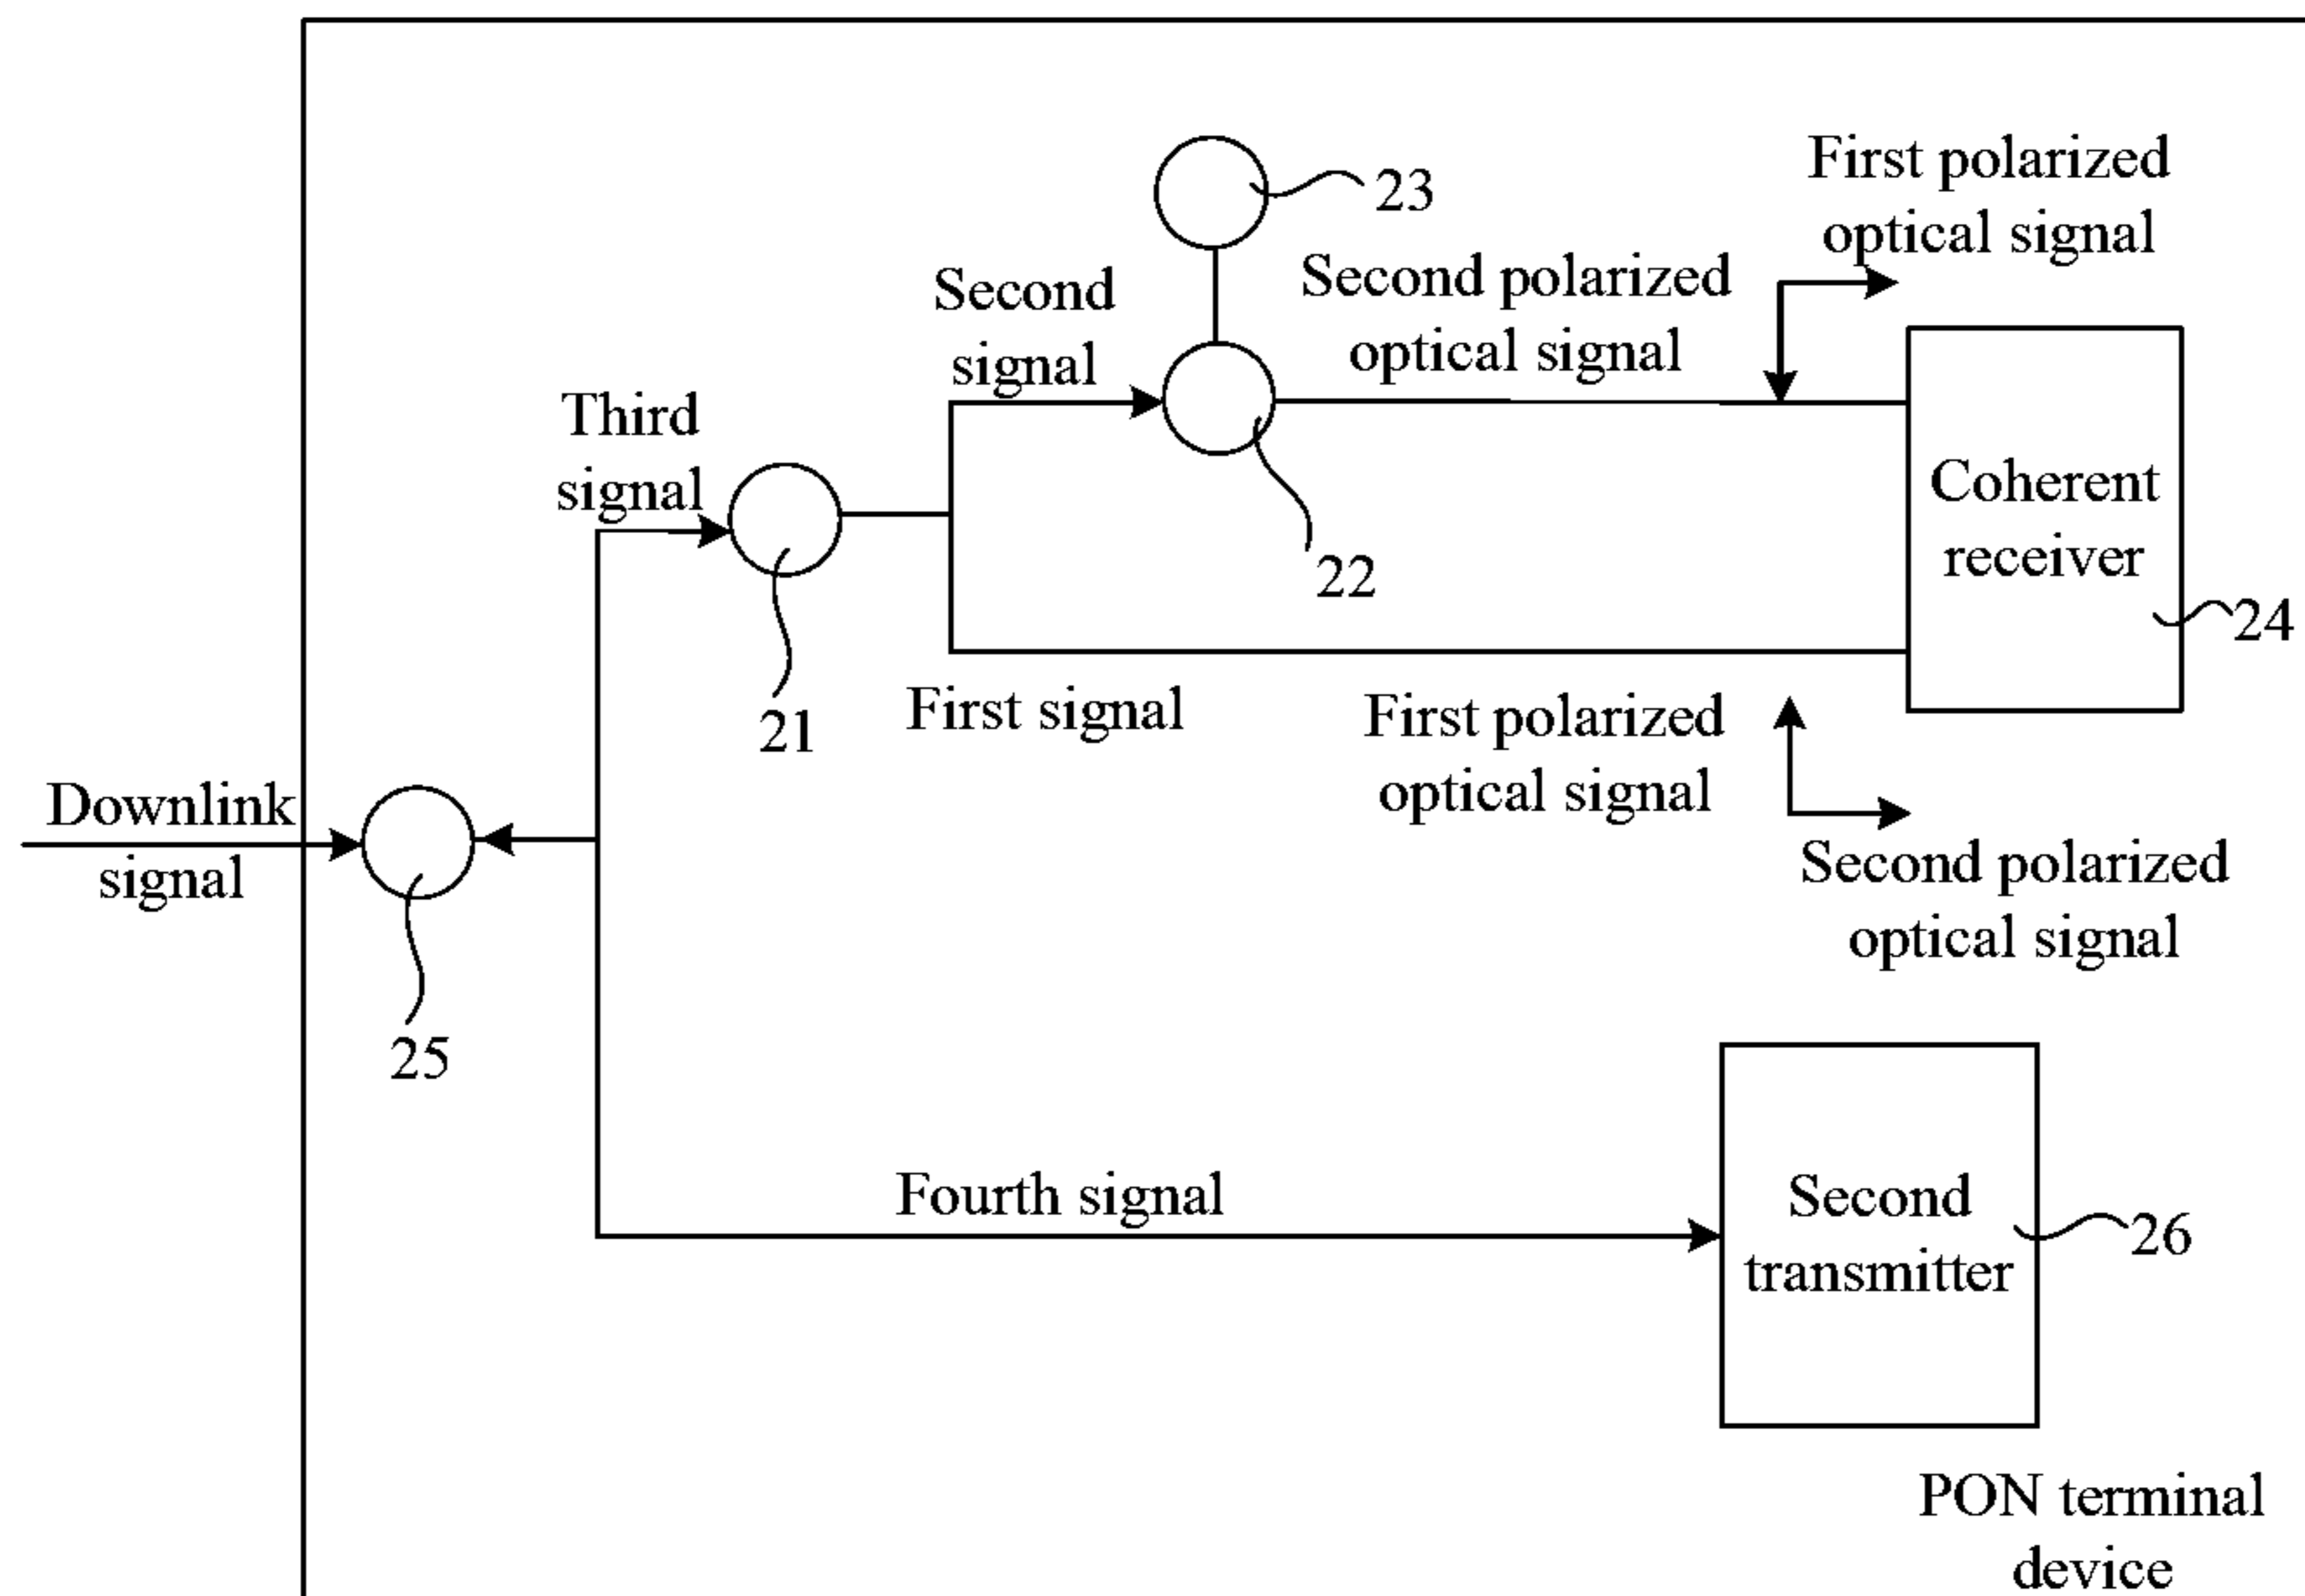 First polarized
optical signal
23
Second polarized
optical signal
Second
signal
Third
signal
Coherent
receiver
22
24
21
First signal
First polarized
optical signal
Downlink
signal
Second polarized
optical signal
25
Fourth signal
Second
transmitter
26
PON terminal
device